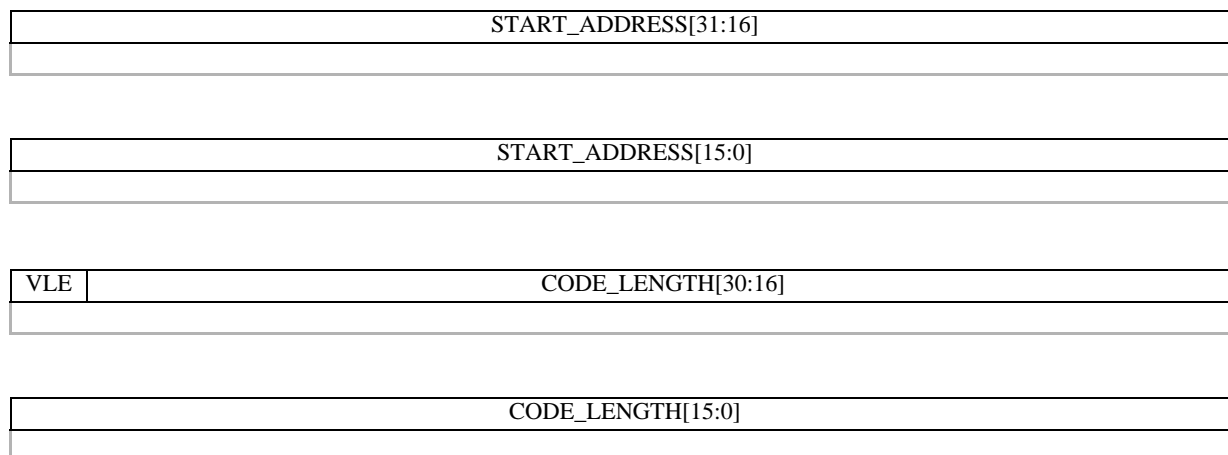 START_ADDRESS[31:16]
START_ADDRESS[15:0]
VLE CODE_LENGTH[30:16]
CODE_LENGTH[15:0]